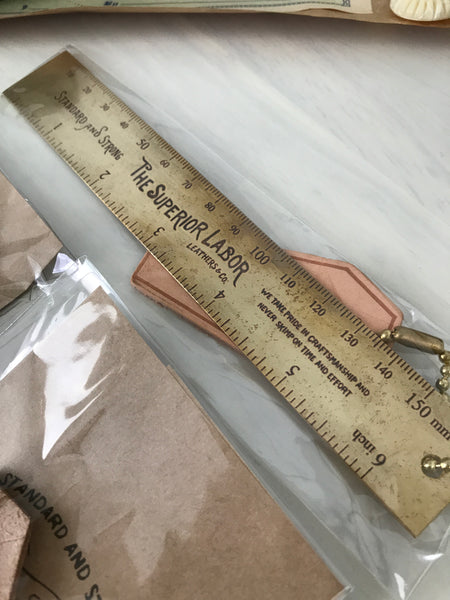 10 20 30 40 50 60 70 80 90 100 110 120 130 140 150 mm
STANDARD AND STRONG
THE SUPERIOR LABOR
LEATHERS & CO.
WE TAKE PRIDE IN CRAFTSMANSHIP AND
NEVER SKIMP ON TIME AND EFFORT
1 2 3 4 5 6 inch
STANDARD AND ST